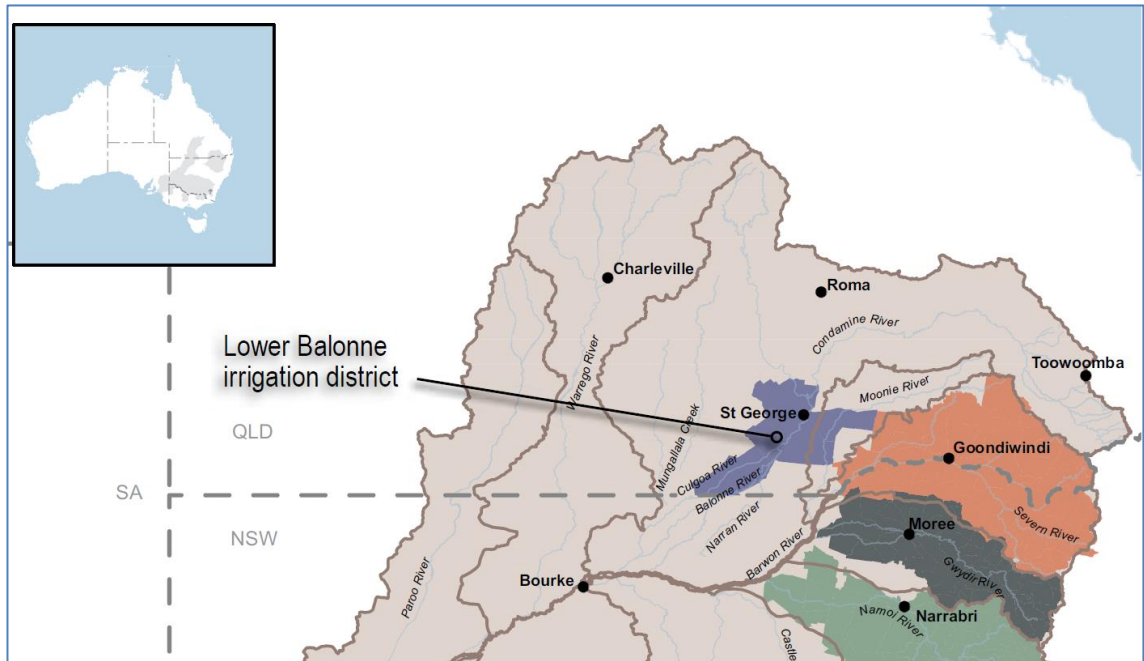 Charleville
Roma
Condamine River
Toowoomba
Lower Balonne
irrigation district
Warrego River
Moonie River
St George
QLD
Mungallala Creek
Goondiwindi
Culgoa River
Balonne River
SA
Severn River
NSW
Narran River
Moree
Barwon River
Gwydir River
Bourke
Paroo River
Namoi River
Narrabri
Castle